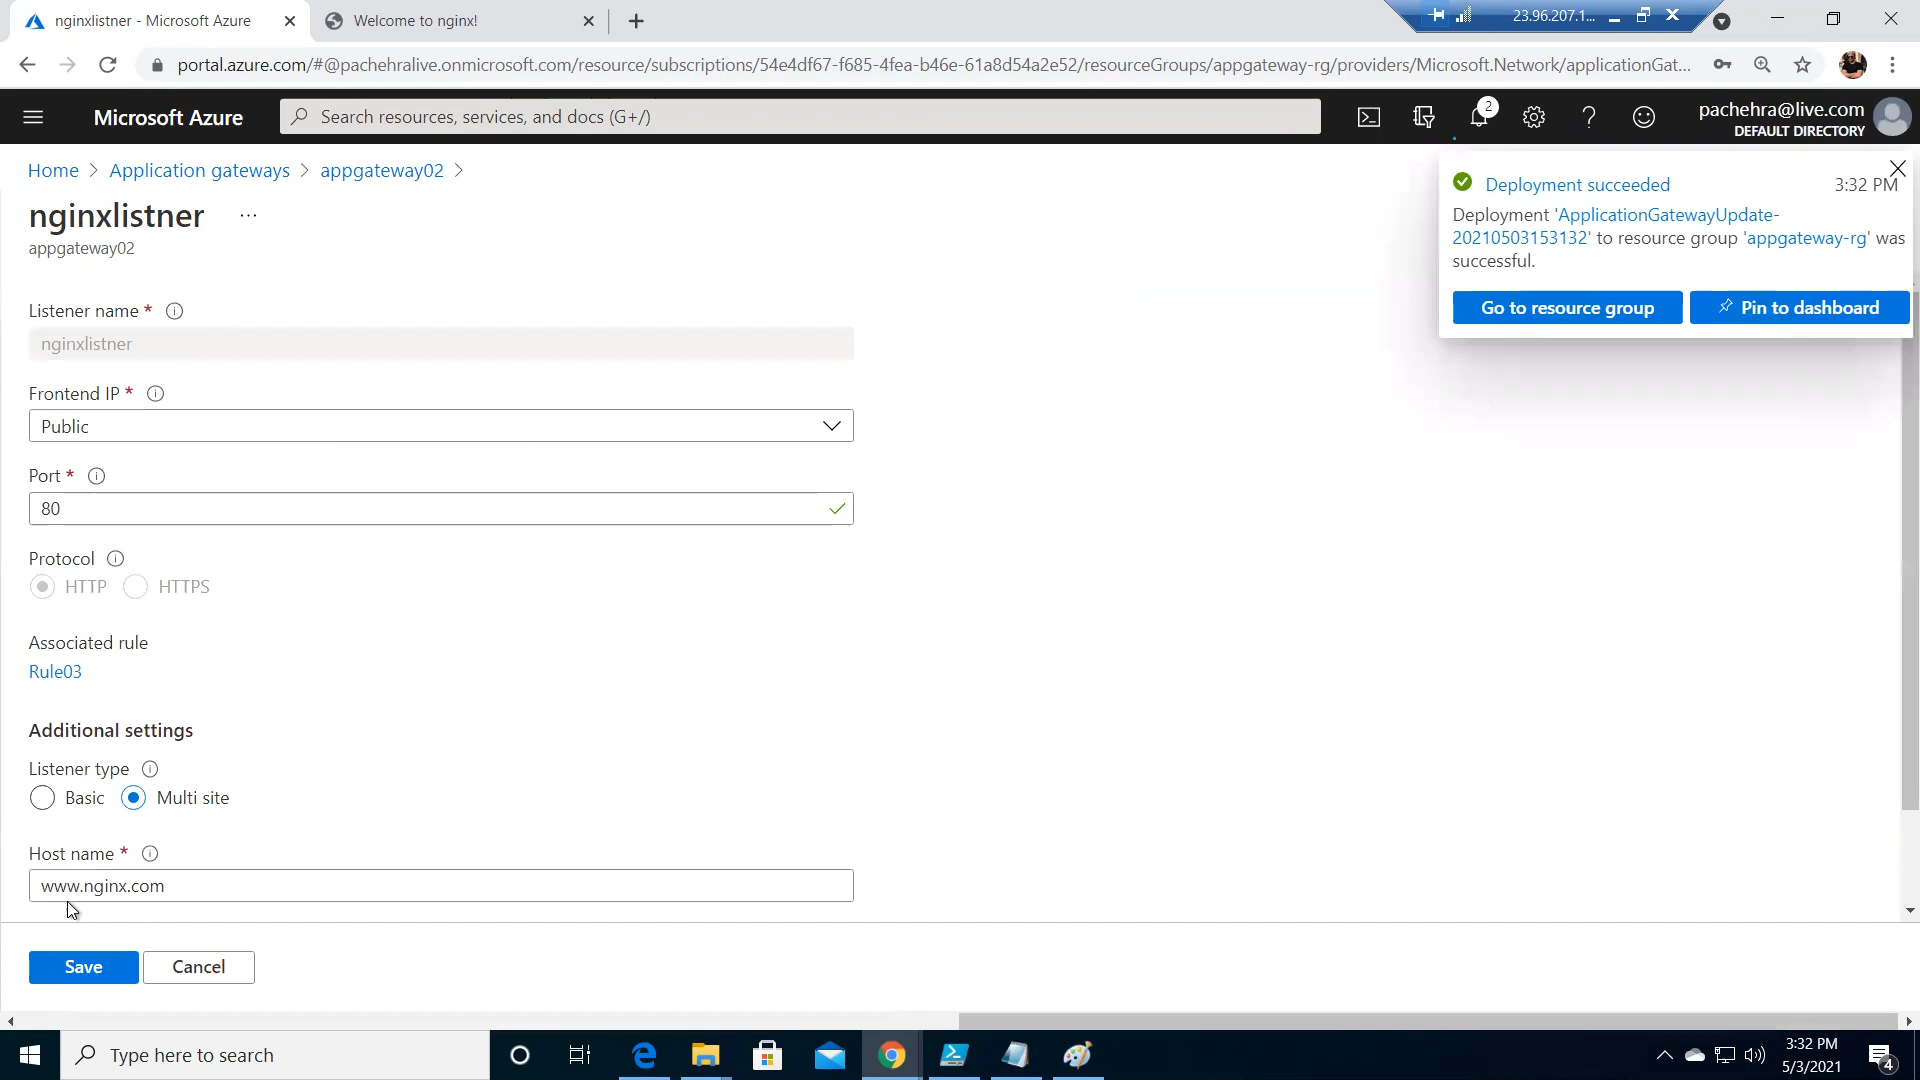 nginxlistner - Microsoft Azure
Welcome to nginx!
23.96.207.1...
portal.azure.com/#@pachehralive.onmicrosoft.com/resource/subscriptions/54e4df67-f685-4fea-b46e-61a8d54a2e52/resourceGroups/appgateway-rg/providers/Microsoft.Network/applicationGat...
Microsoft Azure
Search resources, services, and docs (G+/)
2
pachehra@live.com
DEFAULT DIRECTORY
Home > Application gateways > appgateway02 >
nginxlistner ...
appgateway02
Deployment succeeded
3:32 PM
Deployment 'ApplicationGatewayUpdate-
20210503153132' to resource group 'appgateway-rg' was
successful.
Go to resource group
Pin to dashboard
Listener name *
nginxlistner
Frontend IP *
Public
Port *
80
Protocol
HTTP
HTTPS
Associated rule
Rule03
Additional settings
Listener type
Basic
Multi site
Host name *
www.nginx.com
Save
Cancel
Type here to search
3:32 PM
5/3/2021
4